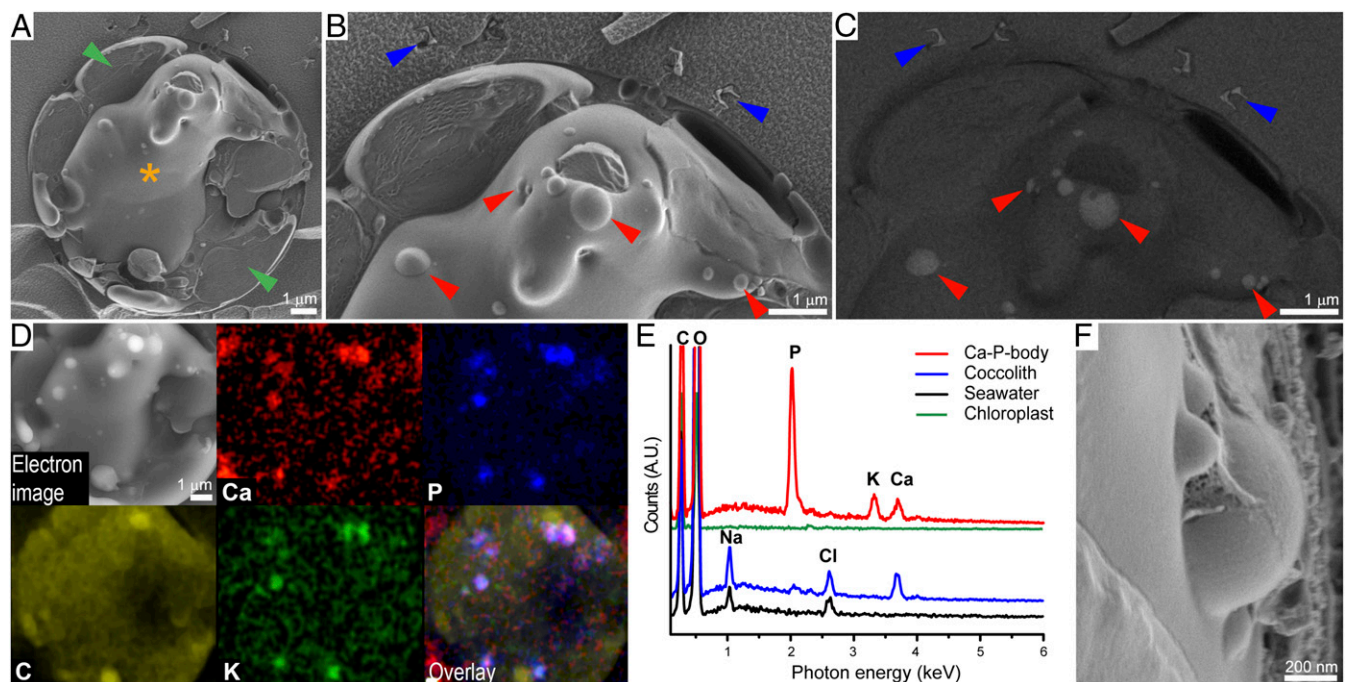 A
B
C
*
1 µm
1 µm
1 µm
D
Electron
image
1 µm
Ca
P
C
K
Overlay
E
C O
P
K Ca
Na
Cl
Ca-P-body
Coccolith
Seawater
Chloroplast
Counts (A.U.)
1 2 3 4 5 6
Photon energy (keV)
F
200 nm